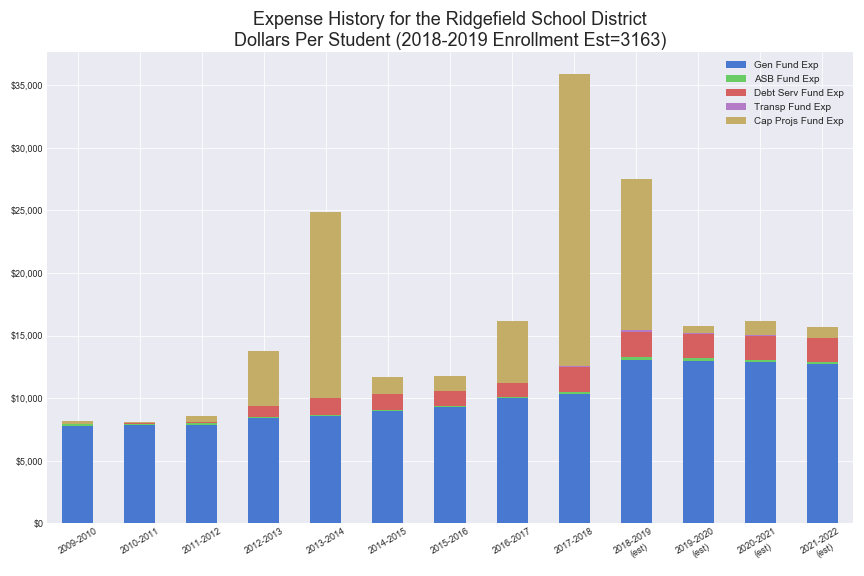 Expense History for the Ridgefield School District
Dollars Per Student (2018-2019 Enrollment Est=3163)
Gen Fund Exp
ASB Fund Exp
Debt Serv Fund Exp
Transp Fund Exp
Cap Projs Fund Exp
$35,000
$30,000
$25,000
$20,000
$15,000
$10,000
$5,000
$0
2009-2010
2010-2011
2011-2012
2012-2013
2013-2014
2014-2015
2015-2016
2016-2017
2017-2018
2018-2019
(est)
2019-2020
(est)
2020-2021
(est)
2021-2022
(est)